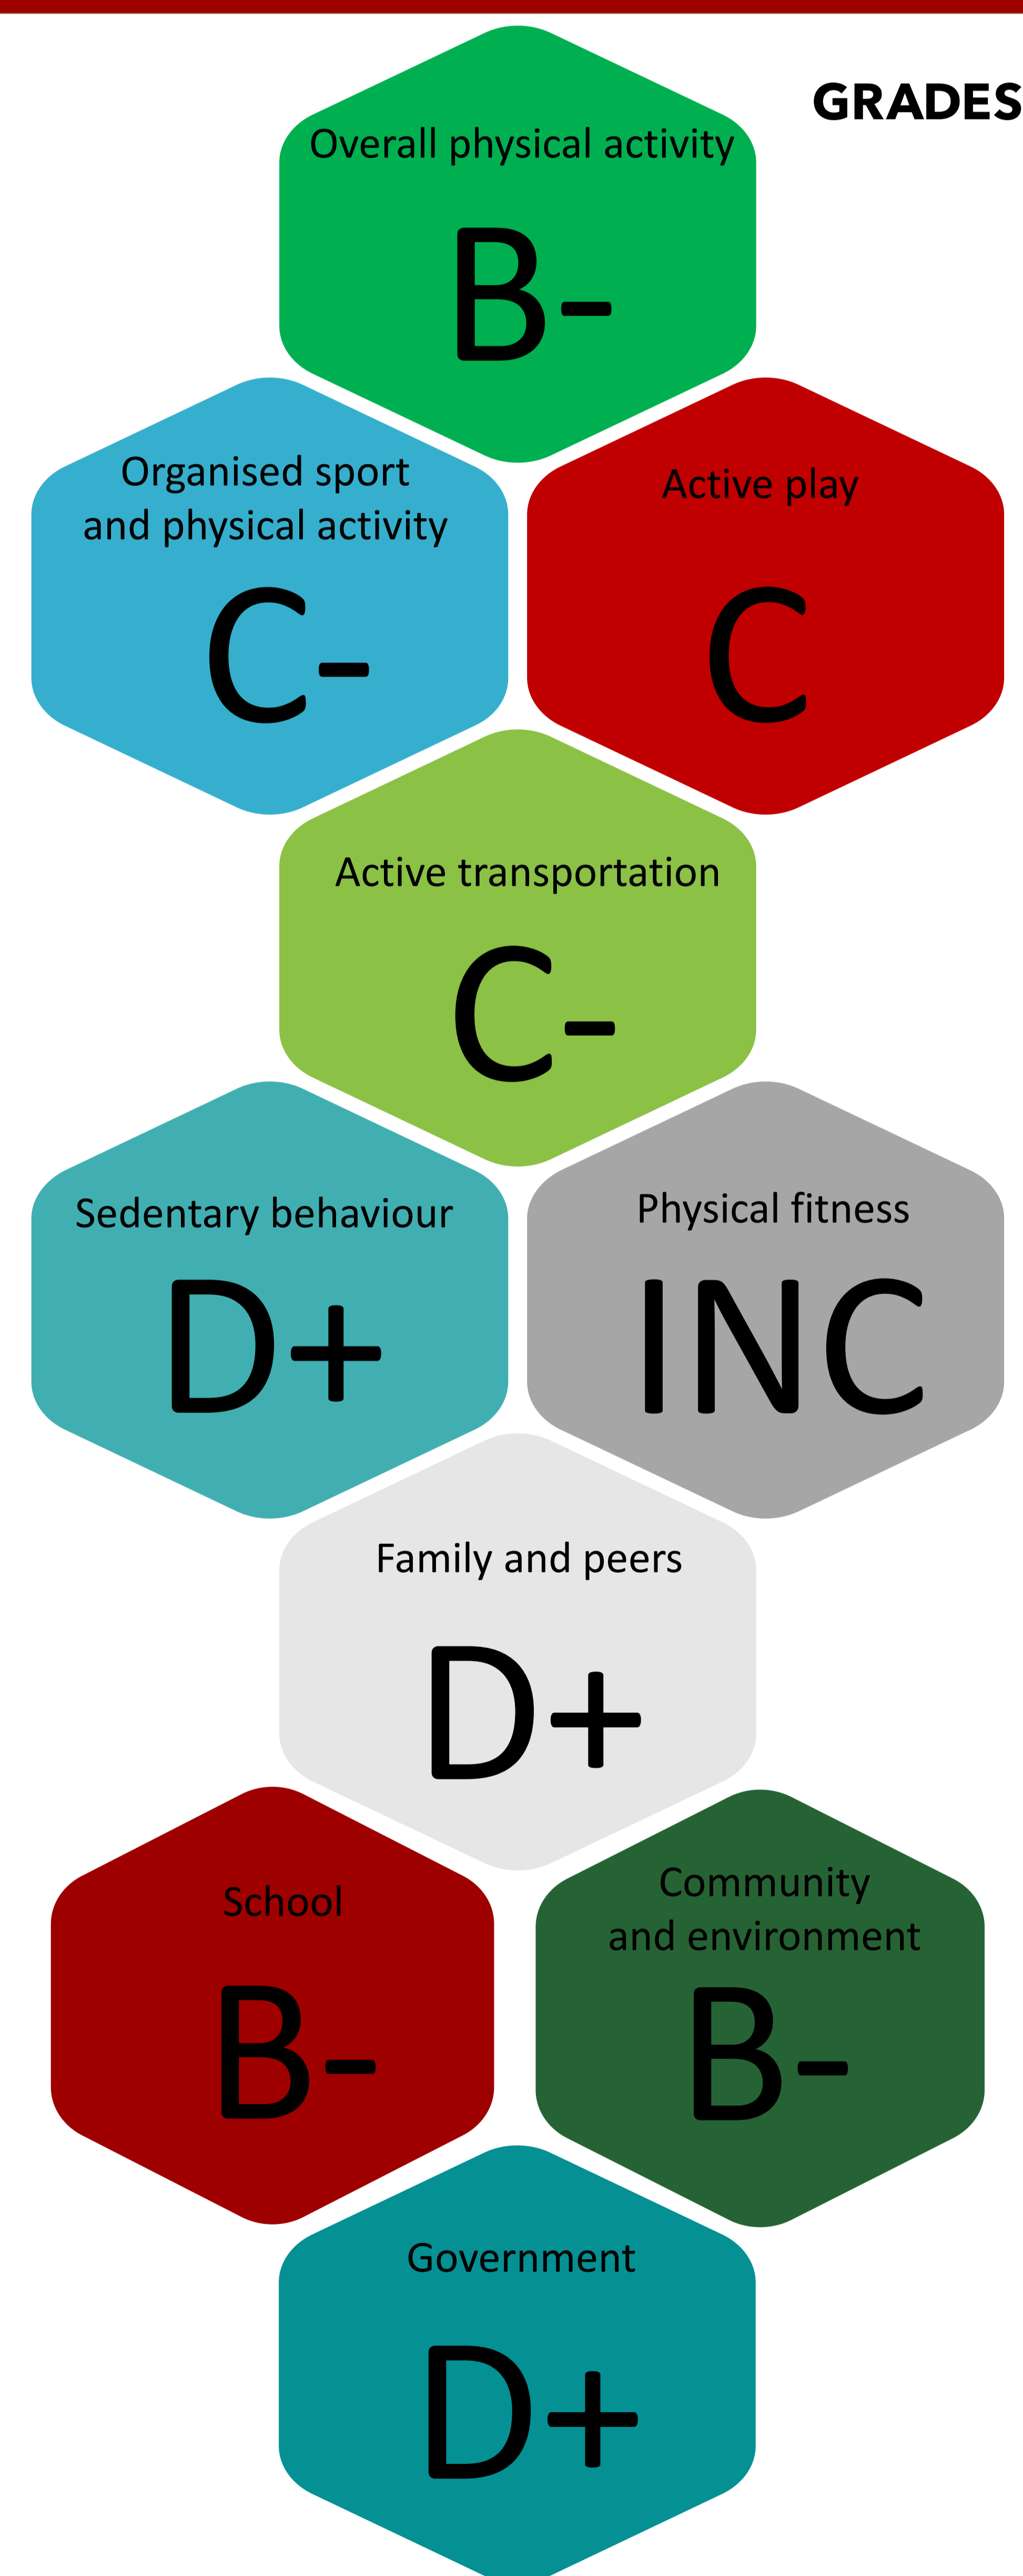 GRADES
Overall physical activity
B-
Organised sport
and physical activity
C-
Active play
C
Active transportation
C-
Sedentary behaviour
D+
Physical fitness
INC
Family and peers
D+
School
B-
Community
and environment
B-
Government
D+